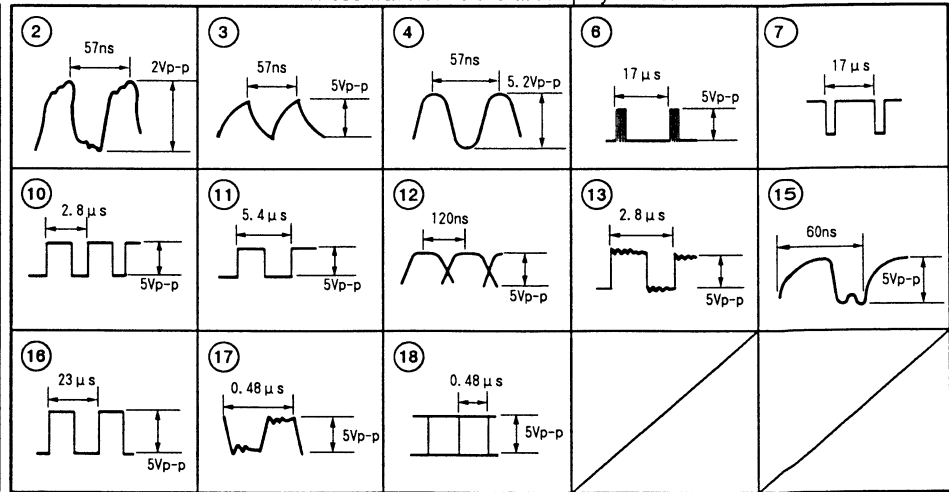 2
57ns
2Vp-p
3
57ns
5Vp-p
4
57ns
5.2Vp-p
6
17μs
5Vp-p
7
17μs
10
2.8μs
5Vp-p
11
5.4μs
5Vp-p
12
120ns
5Vp-p
13
2.8μs
5Vp-p
15
60ns
5Vp-p
16
23μs
5Vp-p
17
0.48μs
5Vp-p
18
0.48μs
5Vp-p